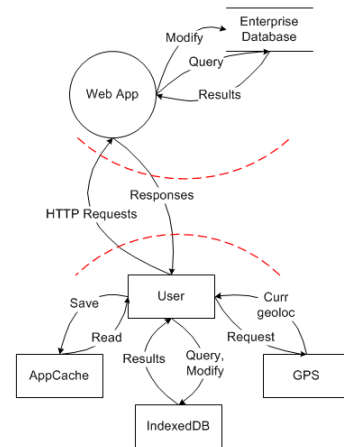 Enterprise
Database
Modify
Query
Results
Web App
Responses
HTTP Requests
User
Save
Read
Curr
geoloc
Request
Results
Query,
Modify
AppCache
GPS
IndexedDB